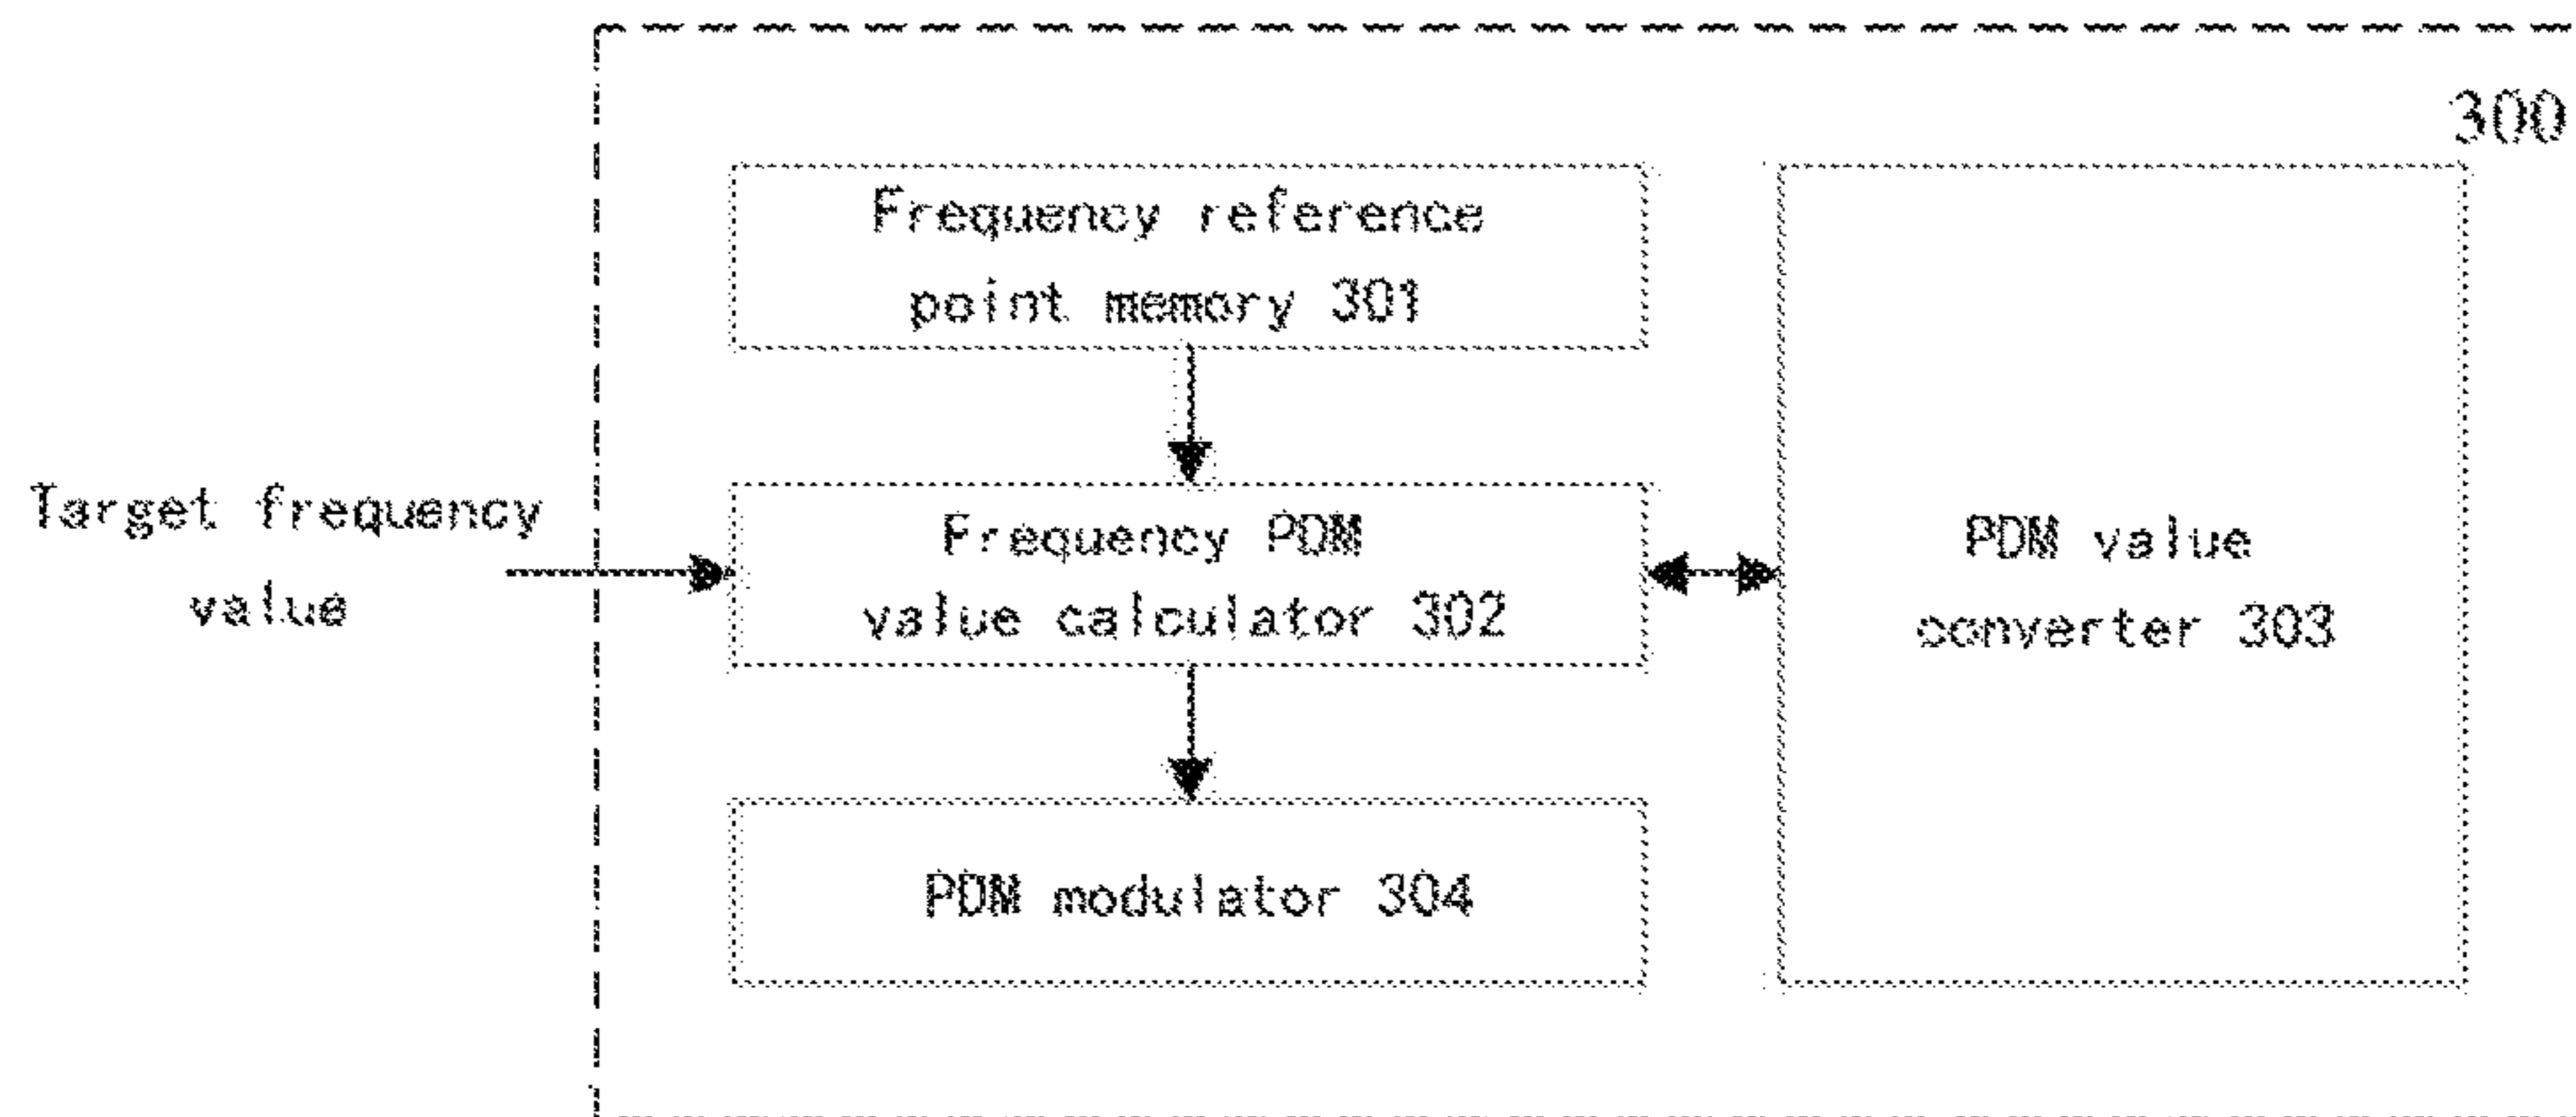 300
Frequency reference
point memory 301
Target frequency
value
Frequency PDM
value calculator 302
PDM value
converter 303
PDM modulator 304